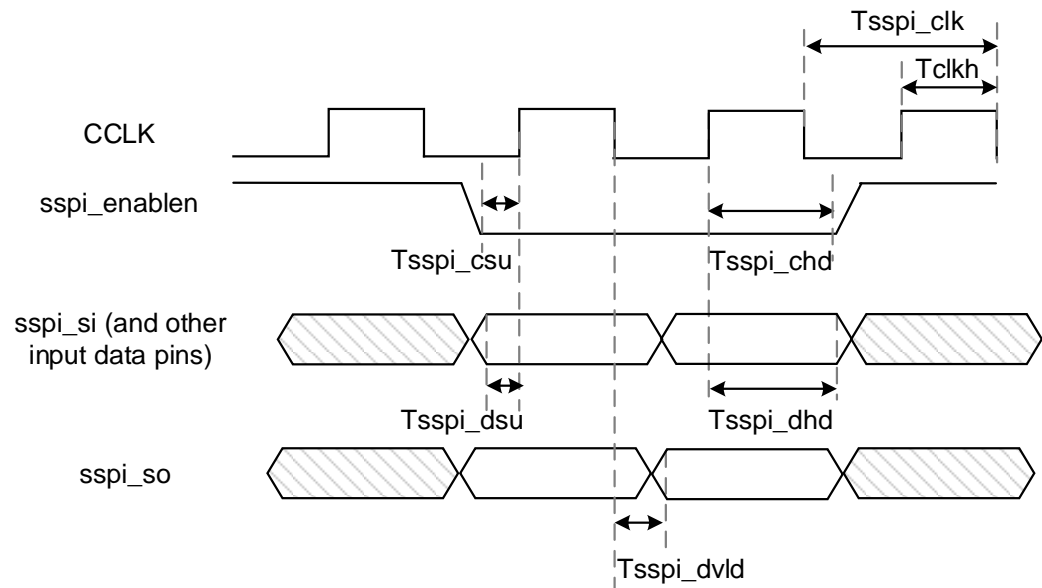 Tsspi_clk
Tclkh
CCLK
sspi_enablen
Tsspi_csu
Tsspi_chd
sspi_si (and other
input data pins)
Tsspi_dsu
Tsspi_dhd
sspi_so
Tsspi_dvld